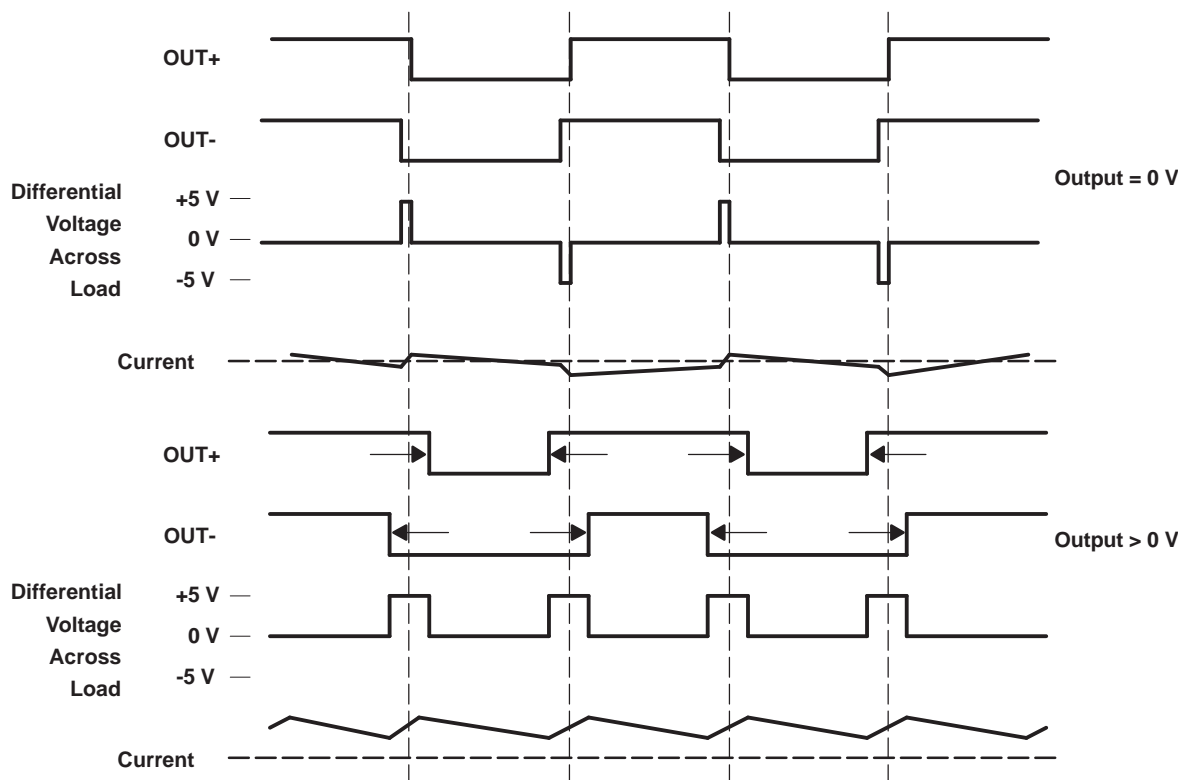 OUT+
OUT-
Output = 0 V
Differential
Voltage
Across
Load
+5 V
0 V
-5 V
Current
OUT+
OUT-
Output > 0 V
Differential
Voltage
Across
Load
+5 V
0 V
-5 V
Current